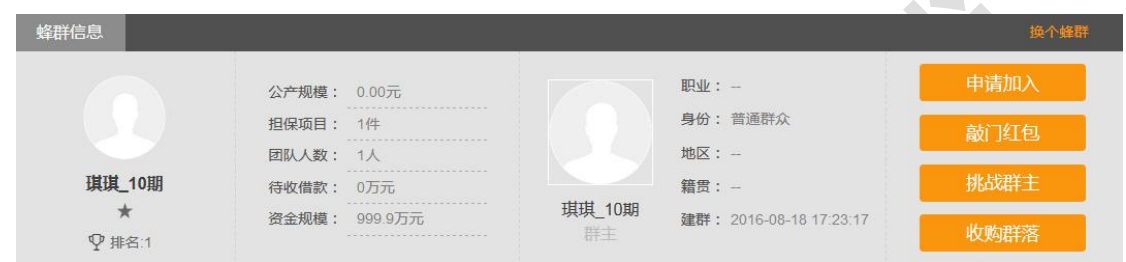 蜂群信息
换个蜂群
琪琪_10期
★
排名:1
公产规模： 0.00元
担保项目： 1件
团队人数： 1人
待收借款： 0万元
资金规模： 999.9万元
琪琪_10期
群主
职业： --
身份： 普通群众
地区： --
籍贯： --
建群： 2016-08-18 17:23:17
申请加入
敲门红包
挑战群主
收购群落